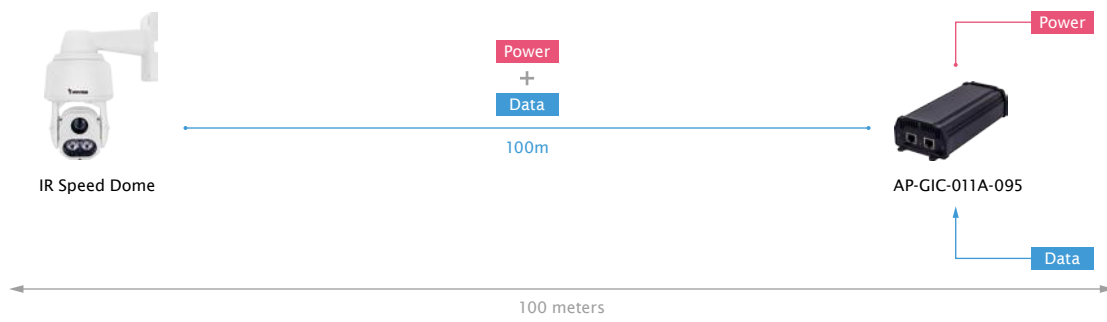 Power
Power
+
Data
100m
IR Speed Dome
AP-GIC-011A-095
Data
100 meters